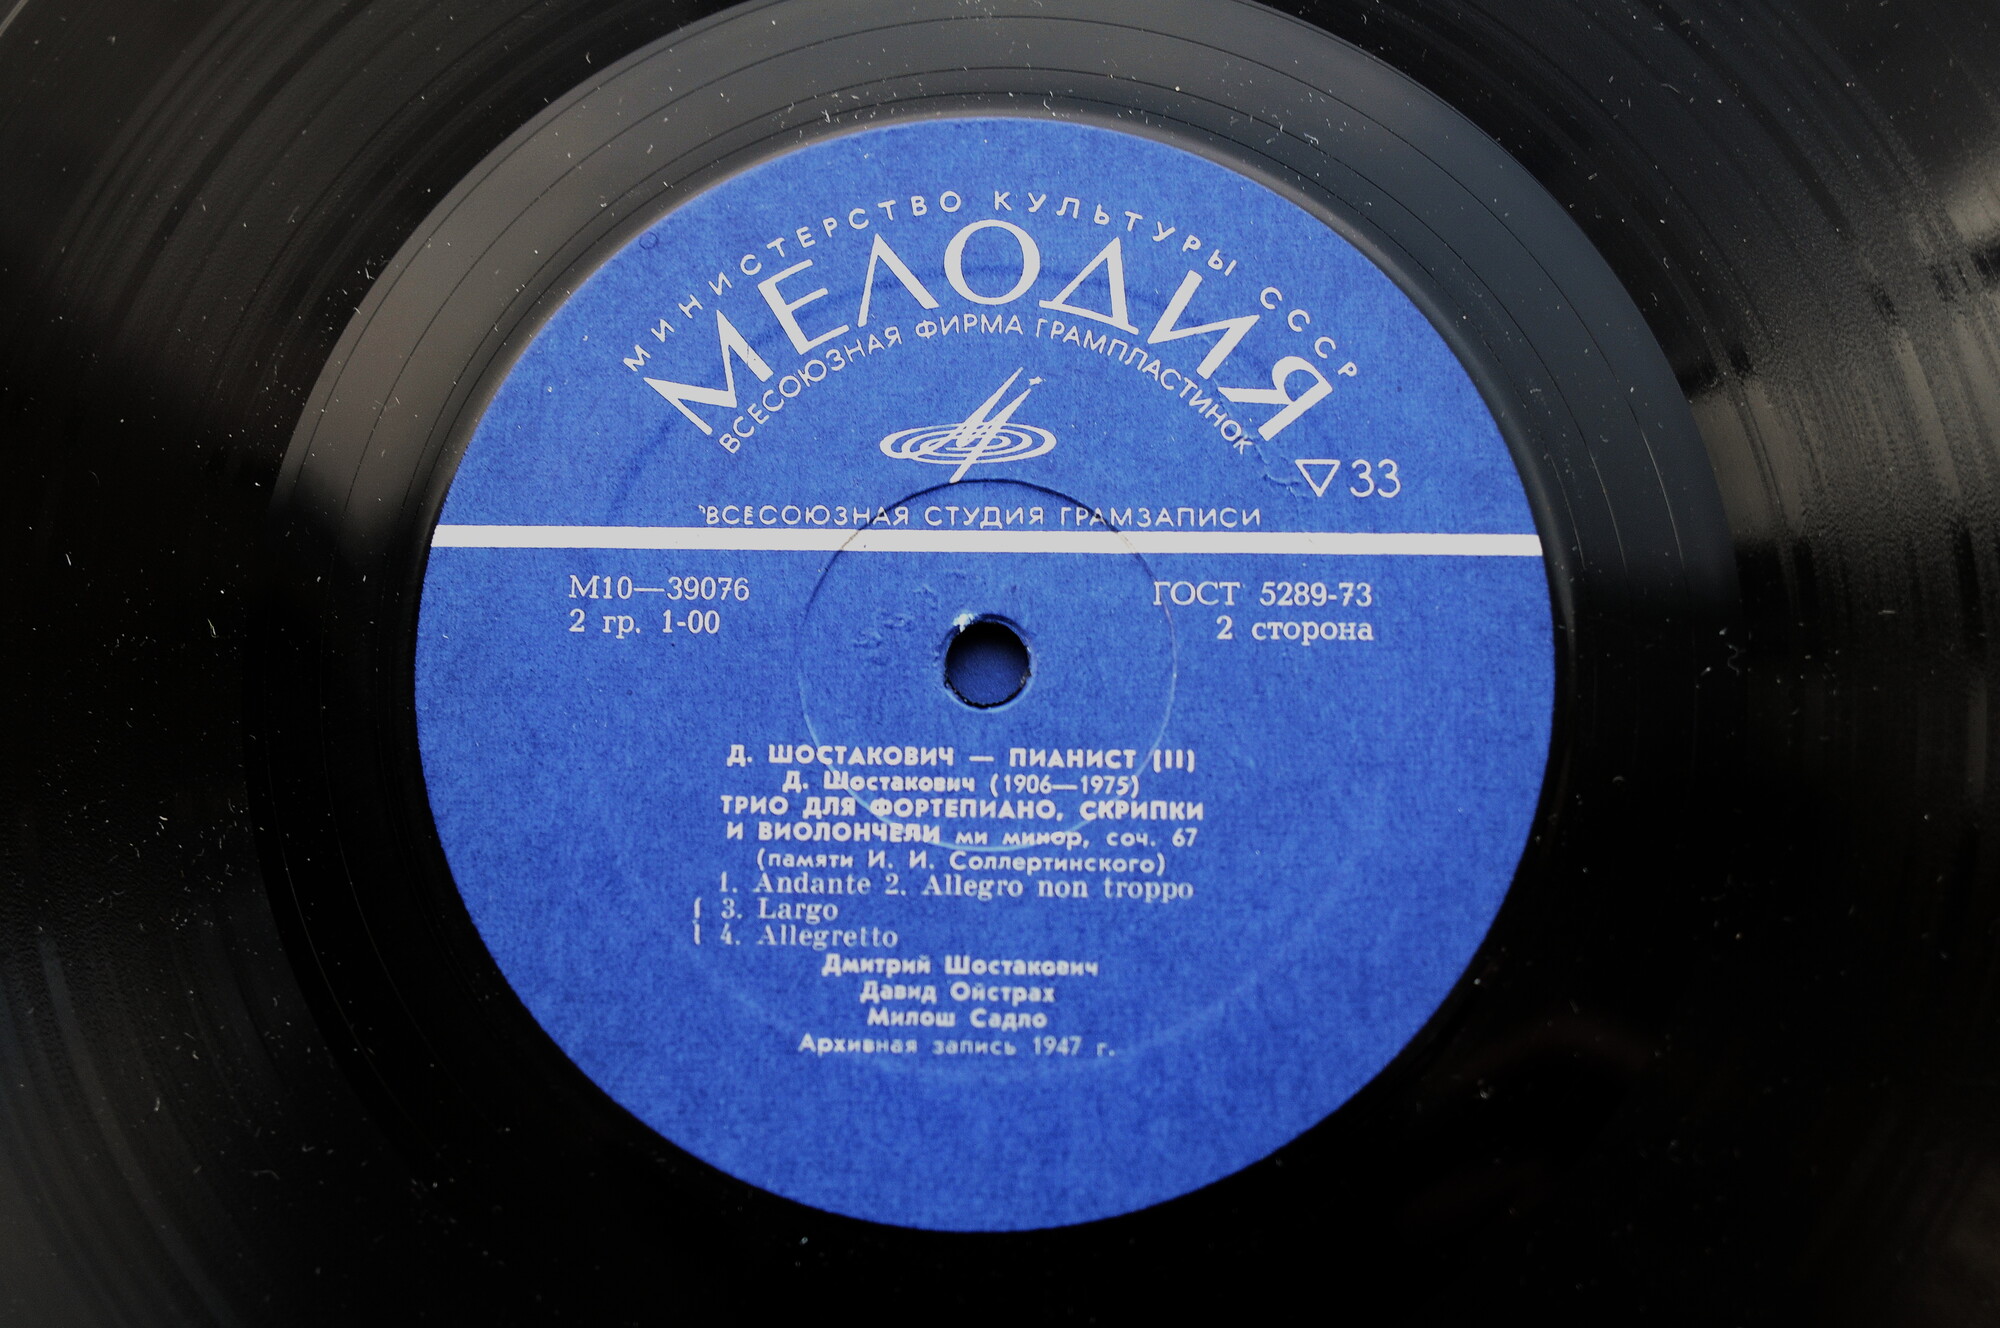 МИНИСТЕРСТВО КУЛЬТУРЫ СССР
МЕЛОДИЯ
ВСЕСОЮЗНАЯ ФИРМА ГРАМПЛАСТИНОК
▽33
ВСЕСОЮЗНАЯ СТУДИЯ ГРАМЗАПИСИ
М10—39076
ГОСТ 5289-73
2 гр. 1-00
2 сторона
Д. ШОСТАКОВИЧ — ПИАНИСТ (II)
Д. Шостакович (1906—1975)
ТРИО ДЛЯ ФОРТЕПИАНО, СКРИПКИ
И ВИОЛОНЧЕЛИ ми минор, соч. 67
(памяти И. И. Соллертинского)
1. Andante 2. Allegro non troppo
3. Largo
4. Allegretto
Дмитрий Шостакович
Давид Ойстрах
Милош Садло
Архивная запись 1947 г.